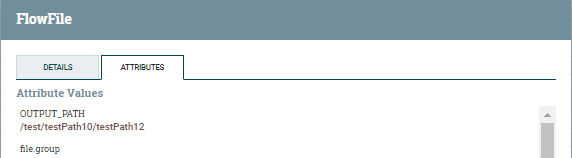 FlowFile
DETAILS
ATTRIBUTES
Attribute Values
OUTPUT_PATH
/test/testPath10/testPath12
file.group